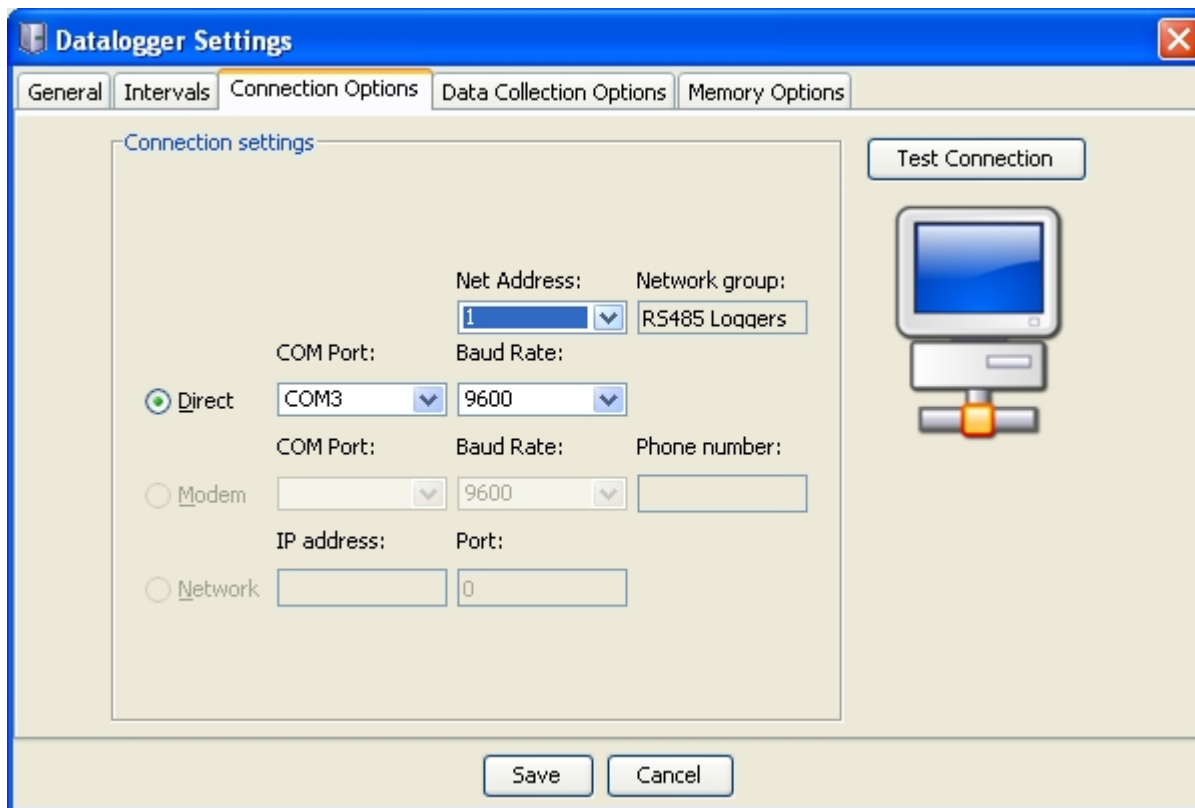 Datalogger Settings
General Intervals Connection Options Data Collection Options Memory Options
Connection settings
Test Connection
Net Address: Network group:
1 RS485 Loggers
COM Port: Baud Rate:
Direct COM3 9600
COM Port: Baud Rate: Phone number:
Modem 9600
IP address: Port:
Network 0
Save Cancel